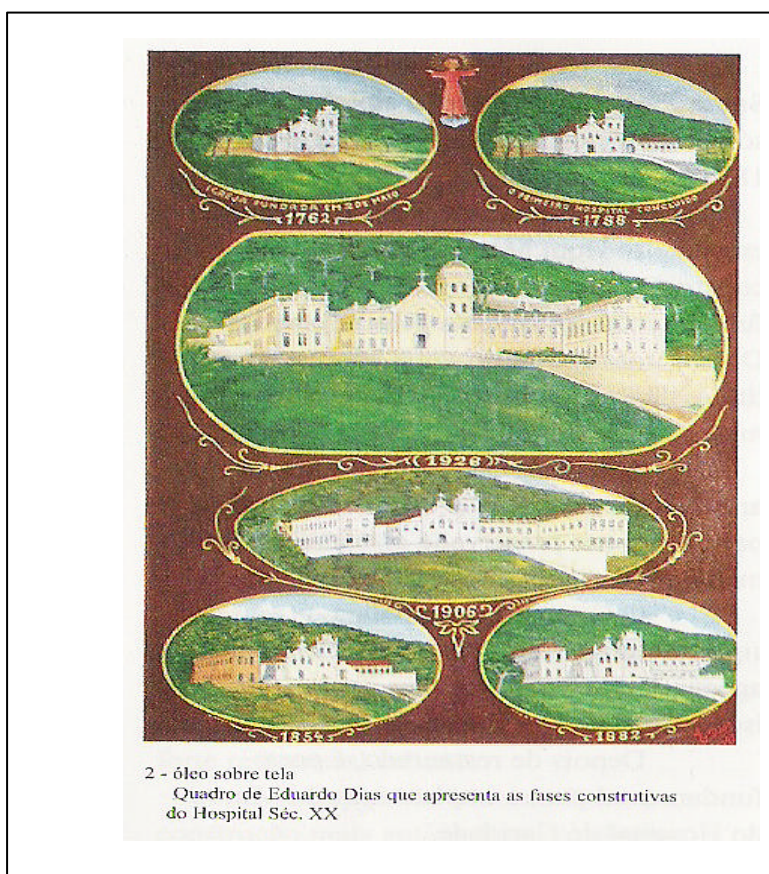 IGREJA FUNDADA EM 2 DE MAIO
1762
O PRIMEIRO HOSPITAL CONCLUIDO
1788
1926
1906
1854
1882
2 - óleo sobre tela
Quadro de Eduardo Dias que apresenta as fases construtivas
do Hospital Séc. XX